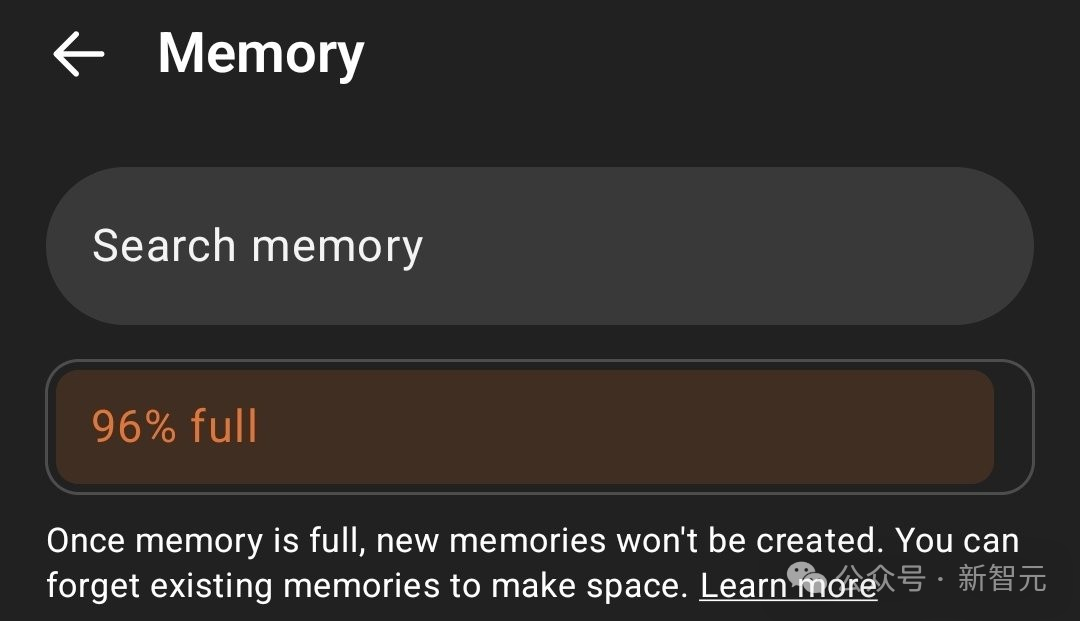 Memory
Search memory
96% full
Once memory is full, new memories won't be created. You can
forget existing memories to make space. Learn more
公众号 · 新智元